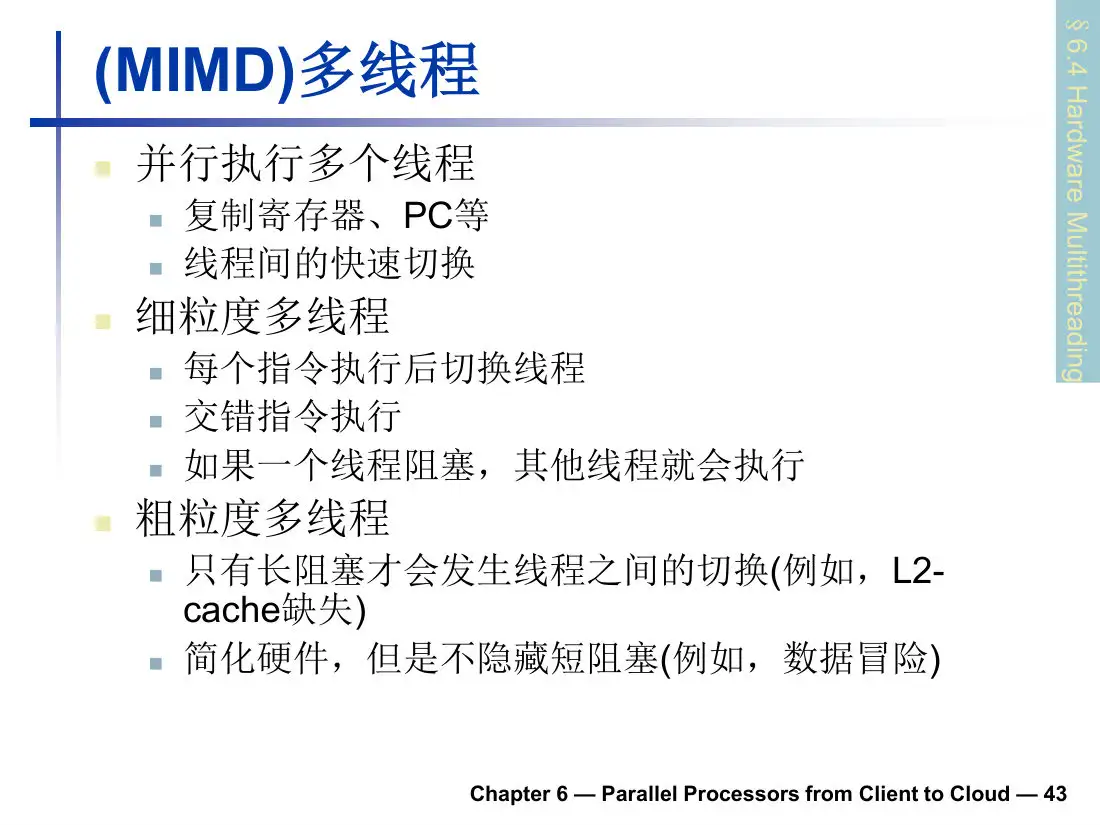 (MIMD)多线程
§6.4 Hardware Multithreading
并行执行多个线程
复制寄存器、PC等
线程间的快速切换
细粒度多线程
每个指令执行后切换线程
交错指令执行
如果一个线程阻塞，其他线程就会执行
粗粒度多线程
只有长阻塞才会发生线程之间的切换(例如，L2-
cache缺失)
简化硬件，但是不隐藏短阻塞(例如，数据冒险)
Chapter 6 — Parallel Processors from Client to Cloud — 43